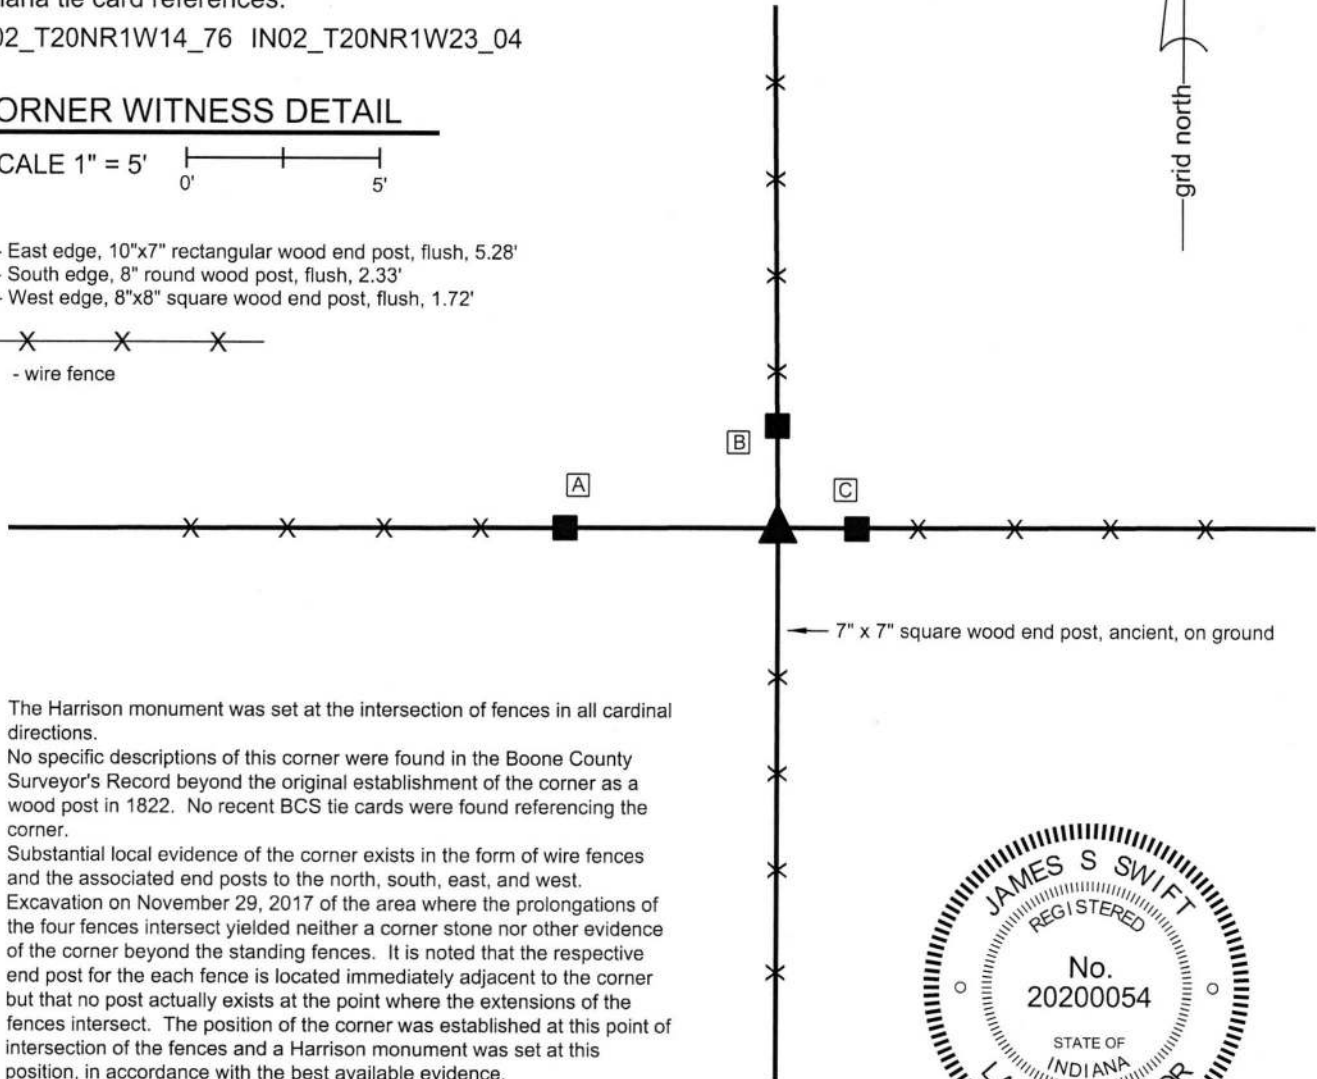 iana tie card references:
02_T20NR1W14_76 IN02_T20NR1W23_04
ORNER WITNESS DETAIL
CALE 1" = 5'
0' 5'
- East edge, 10"x7" rectangular wood end post, flush, 5.28'
- South edge, 8" round wood post, flush, 2.33'
- West edge, 8"x8" square wood end post, flush, 1.72'
X X X
- wire fence
grid north
B
A
C
7" x 7" square wood end post, ancient, on ground
The Harrison monument was set at the intersection of fences in all cardinal
directions.
No specific descriptions of this corner were found in the Boone County
Surveyor's Record beyond the original establishment of the corner as a
wood post in 1822. No recent BCS tie cards were found referencing the
corner.
Substantial local evidence of the corner exists in the form of wire fences
and the associated end posts to the north, south, east, and west.
Excavation on November 29, 2017 of the area where the prolongations of
the four fences intersect yielded neither a corner stone nor other evidence
of the corner beyond the standing fences. It is noted that the respective
end post for the each fence is located immediately adjacent to the corner
but that no post actually exists at the point where the extensions of the
fences intersect. The position of the corner was established at this point of
intersection of the fences and a Harrison monument was set at this
position, in accordance with the best available evidence.
JAMES S SWIFT
REGISTERED
No.
20200054
STATE OF
INDIANA